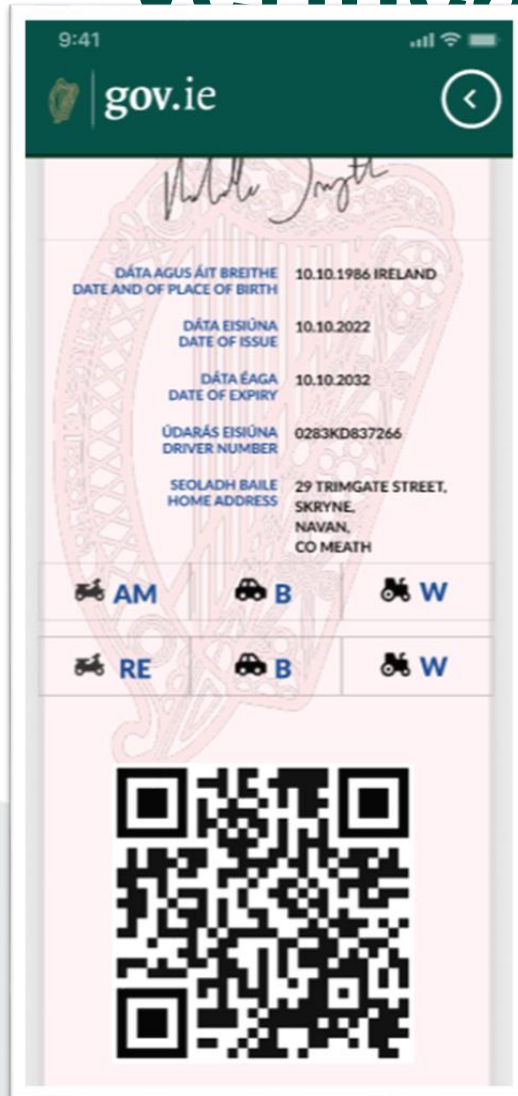 9:41
gov.ie
DÁTA AGUS ÁIT BREITHE 10.10.1986 IRELAND
DATE AND OF PLACE OF BIRTH
DÁTA EISIÚNA 10.10.2022
DATE OF ISSUE
DÁTA ÉAGA 10.10.2032
DATE OF EXPIRY
ÚDARÁS EISIÚNA 0283KD837266
DRIVER NUMBER
SEOLADH BAILE 29 TRIMGATE STREET,
HOME ADDRESS SKRYNE,
NAVAN,
CO MEATH
AM B W
RE B W